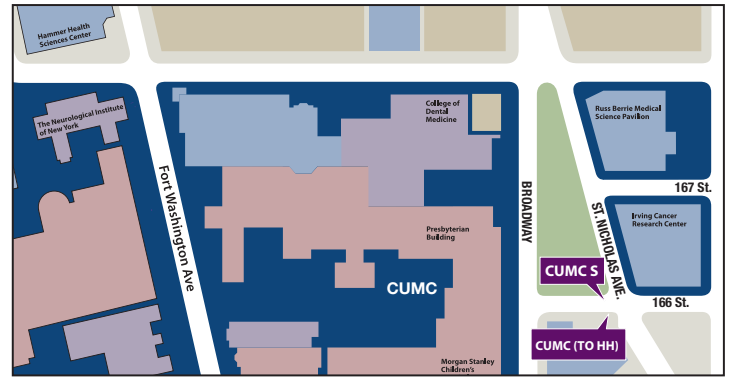 Hammer Health
Sciences Center
The Neurological Institute
of New York
Fort Washington Ave
College of
Dental
Medicine
Presbyterian
Building
CUMC
Morgan Stanley
Children's
BROADWAY
Russ Berrie Medical
Science Pavilion
167 St.
ST. NICHOLAS AVE.
Irving Cancer
Research Center
CUMC S
166 St.
CUMC (TO HH)